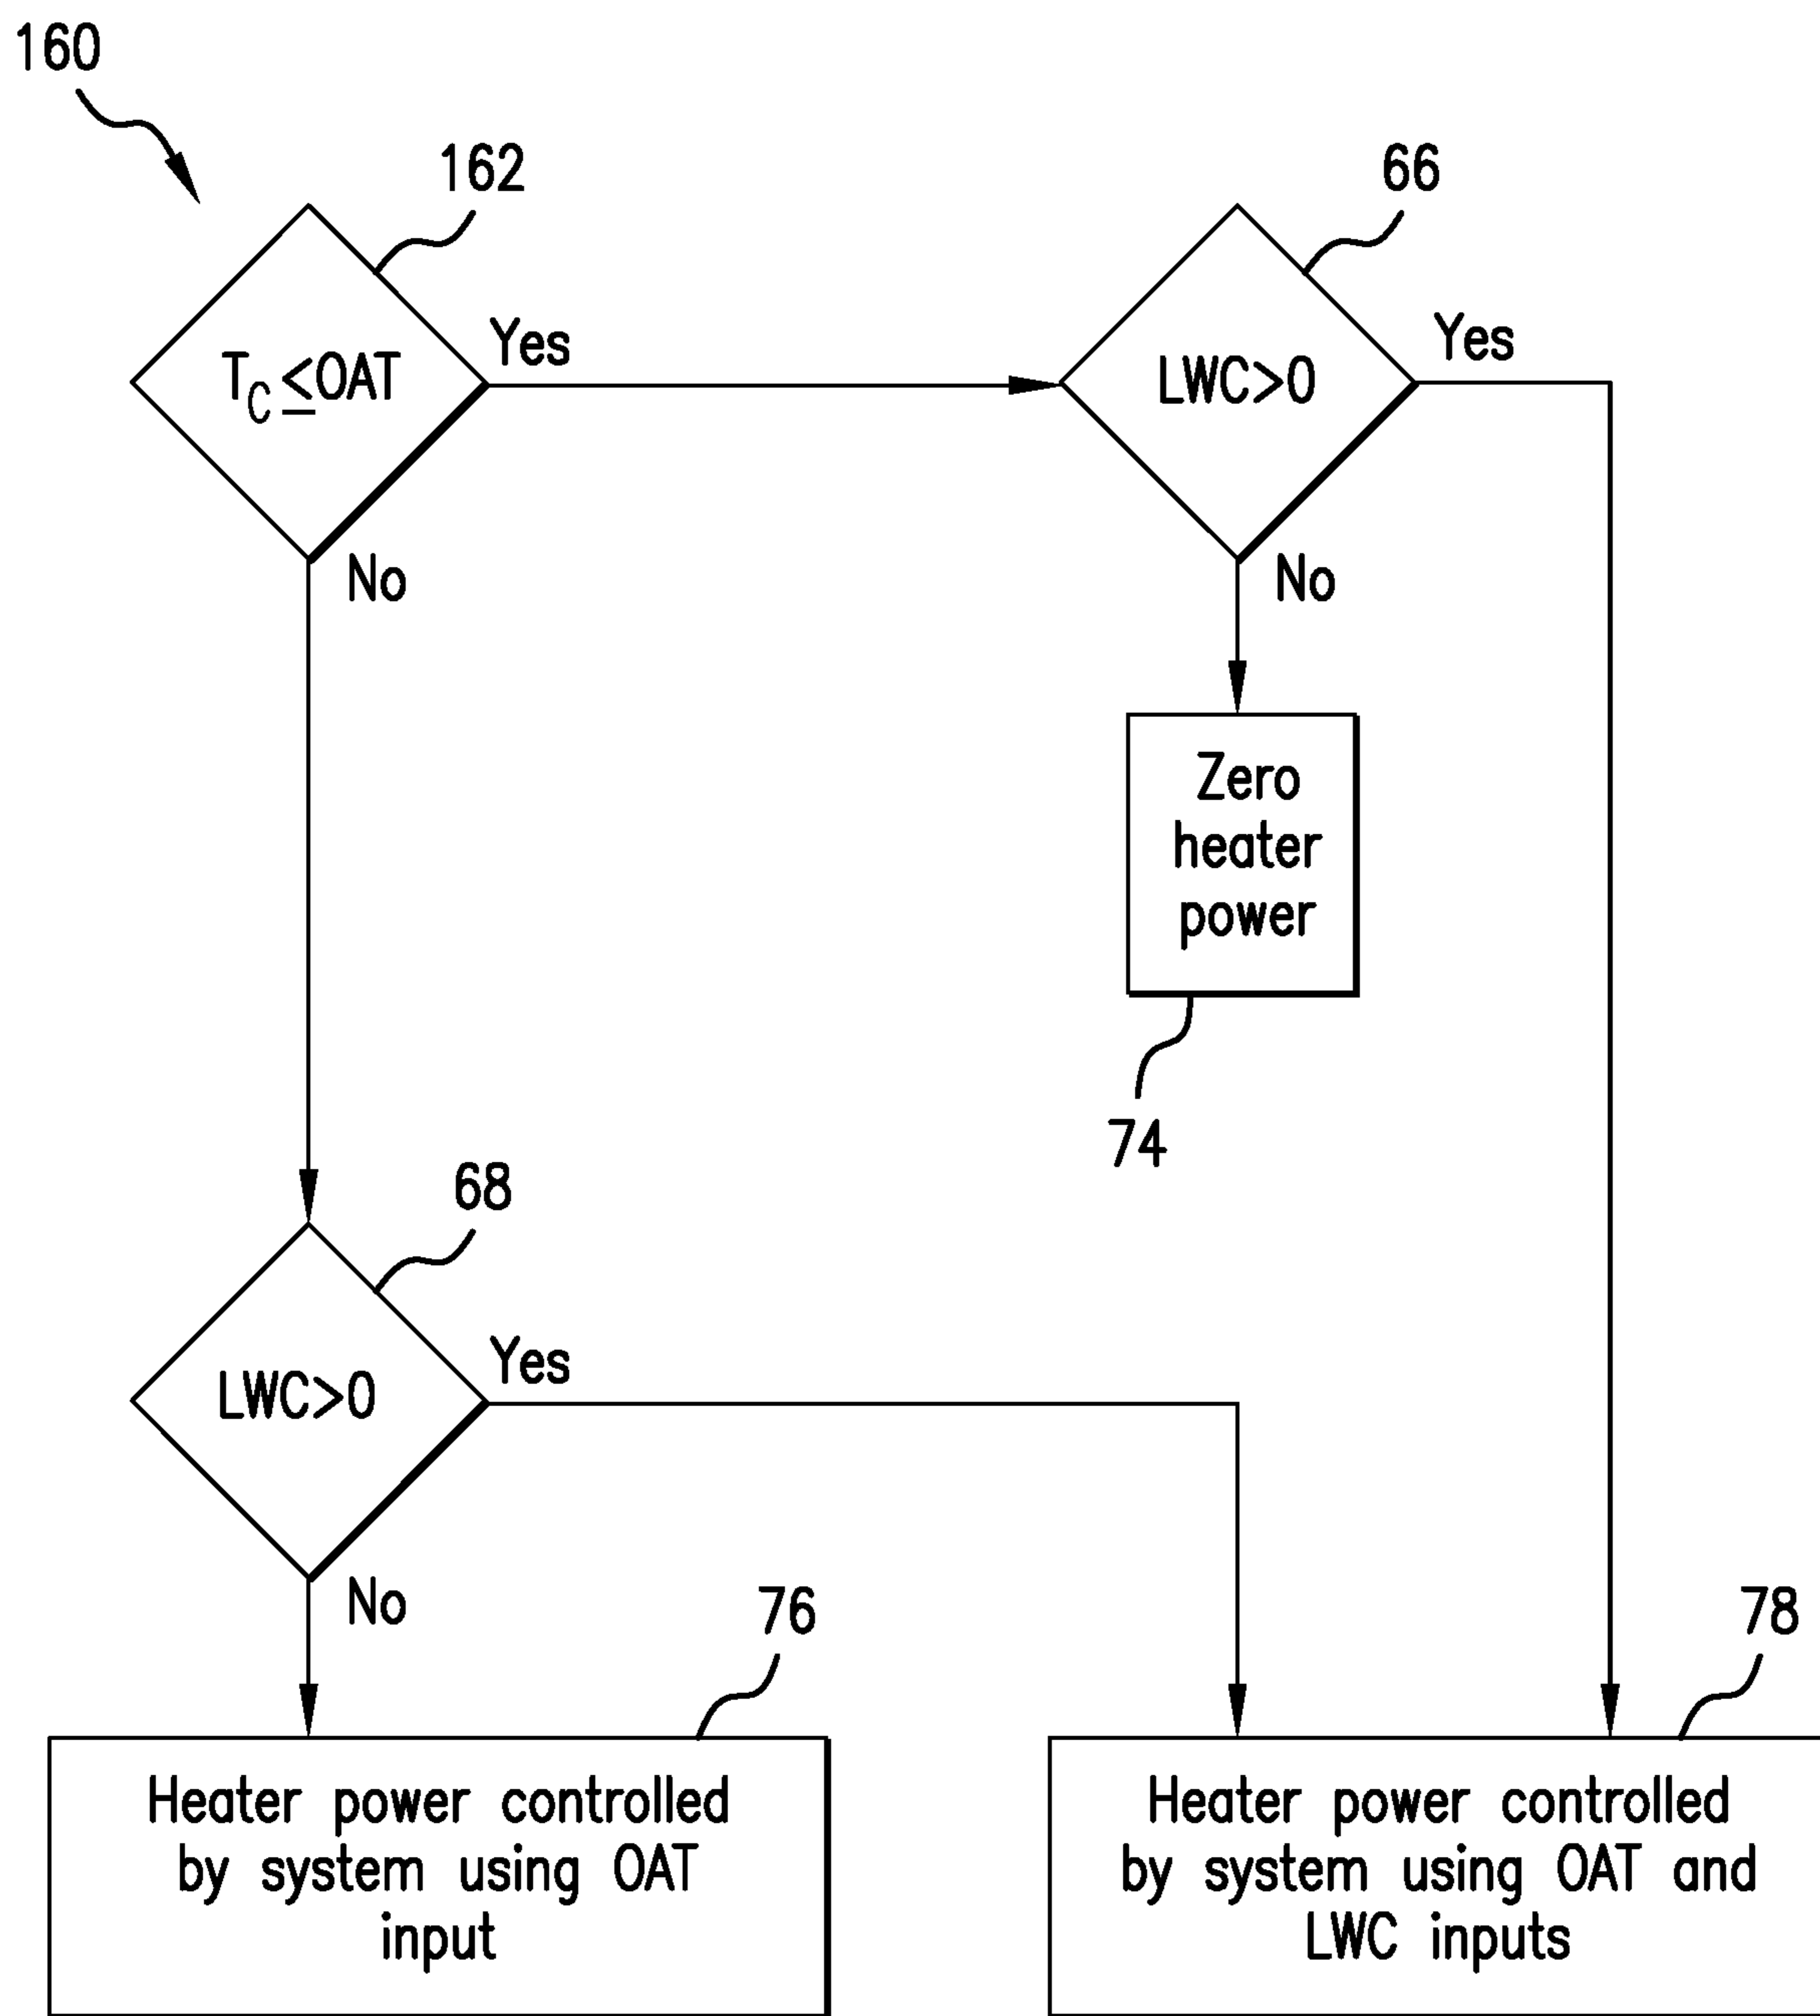 160
162
66
T_C ≤OAT
Yes
LWC>0
Yes
No
No
Zero
heater
power
74
68
LWC>0
Yes
No
76
78
Heater power controlled
by system using OAT
input
Heater power controlled
by system using OAT and
LWC inputs